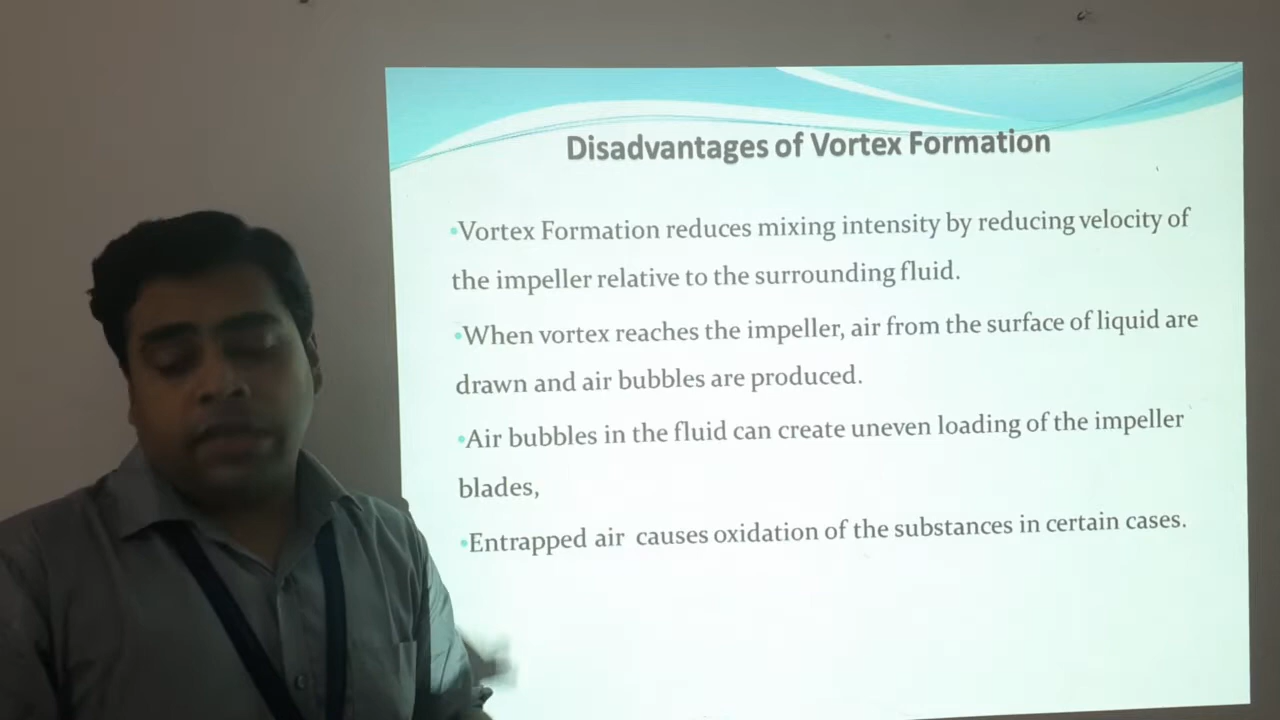 Disadvantages of Vortex Formation
•Vortex Formation reduces mixing intensity by reducing velocity of
the impeller relative to the surrounding fluid.
•When vortex reaches the impeller, air from the surface of liquid are
drawn and air bubbles are produced.
•Air bubbles in the fluid can create uneven loading of the impeller
blades,
•Entrapped air causes oxidation of the substances in certain cases.